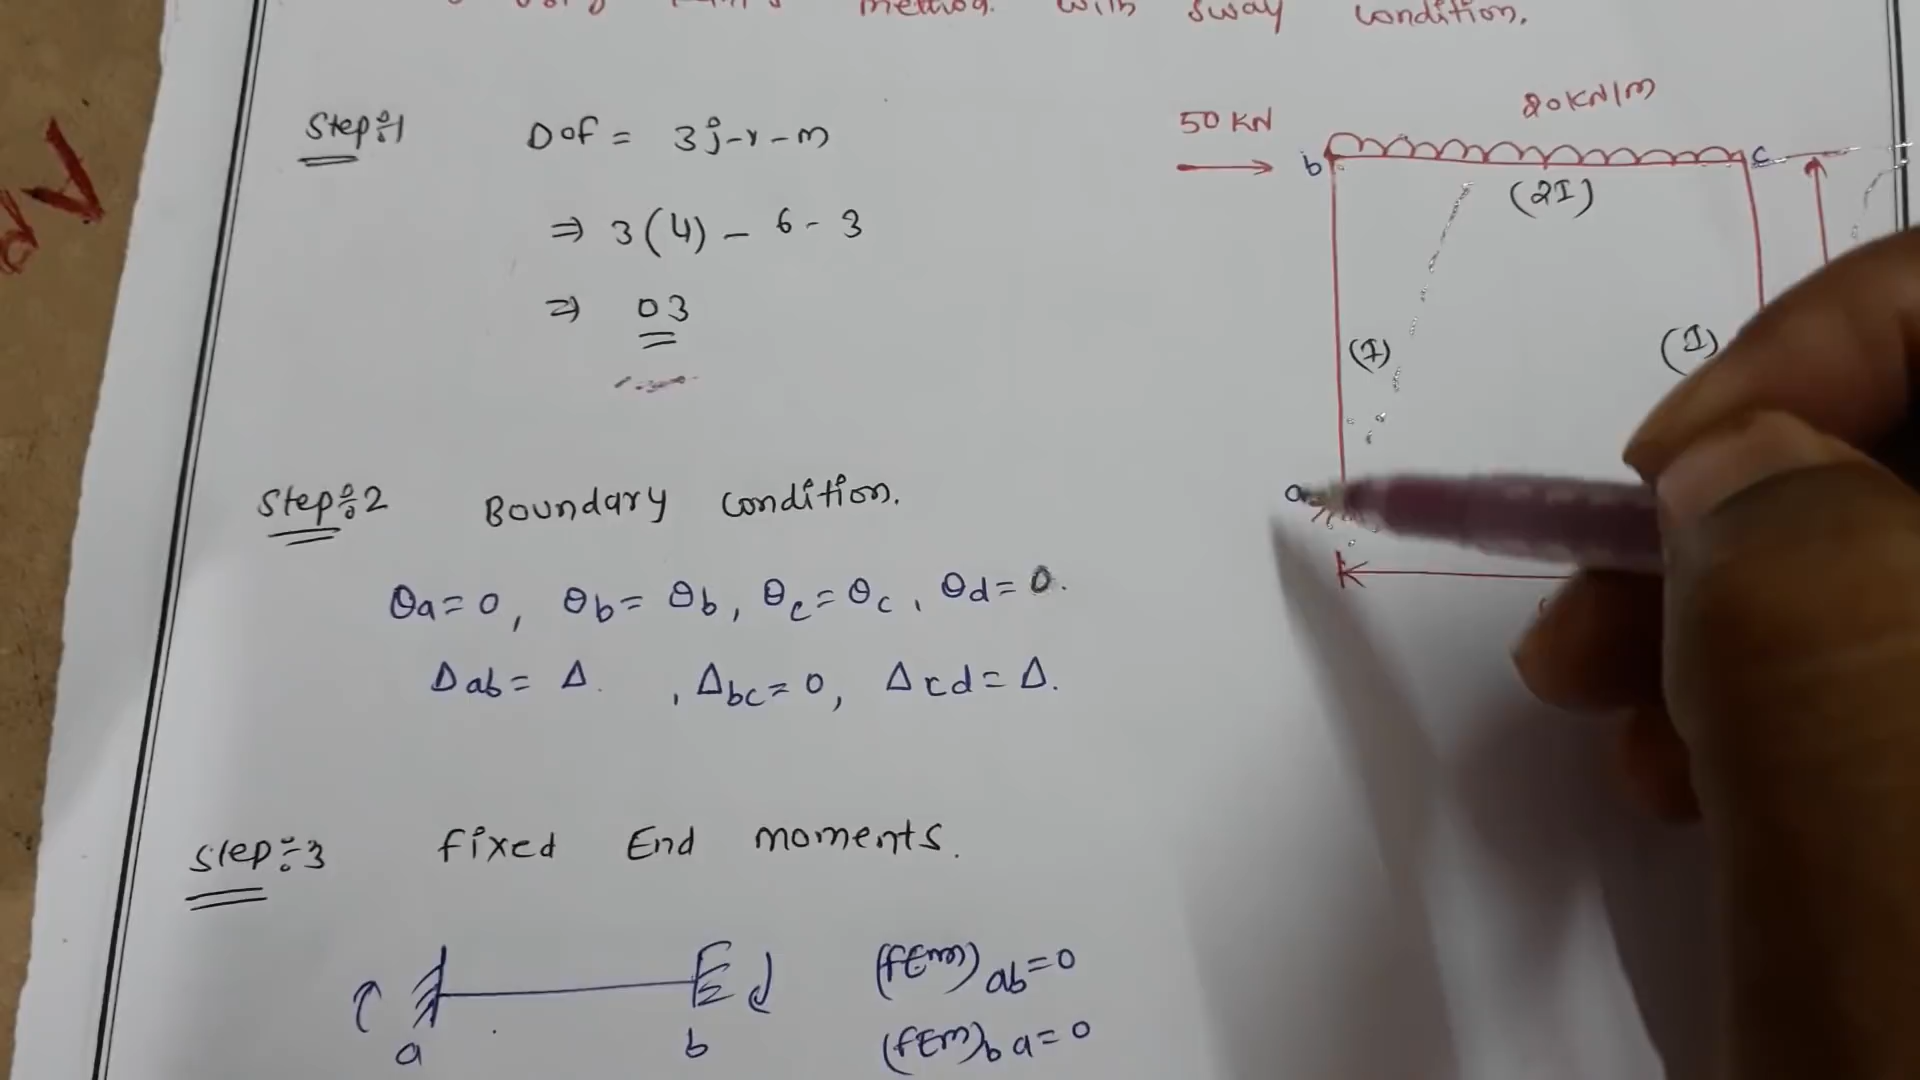 method. with sway condition.
Step:1 Dof = 3j-r-m
⇒ 3(4) - 6 - 3
⇒ 03
50 KN
20KN/m
b
c
(2I)
(I)
(I)
a
Step:2 Boundary condition.
θa=0, θb=θb, θc=θc, θd=0.
Δab=Δ. , Δbc=0, Δcd=Δ.
Step:3 fixed End moments.
a b
(fEm)ab=0
(fEm)ba=0